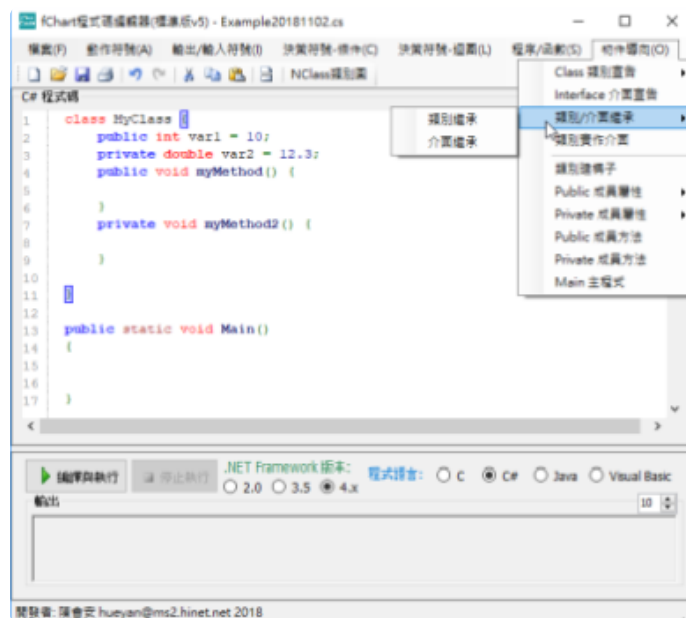 fChart程式碼編輯器(標準版v5) - Example20181102.cs
檔案(F) 動作符號(A) 輸出/輸入符號(I) 決策符號-條件(C) 決策符號-迴圈(L) 程序/函數(S) 物件導向(O)
NClass類別圖
Class 類別宣告
Interface 介面宣告
類別/介面繼承
類別實作介面
類別建構子
Public 成員屬性
Private 成員屬性
Public 成員方法
Private 成員方法
Main 主程式
類別繼承
介面繼承
C# 程式碼
1 class MyClass {
2 public int var1 = 10;
3 private double var2 = 12.3;
4 public void myMethod() {
5
6 }
7 private void myMethod2() {
8
9 }
10
11 }
12
13 public static void Main()
14 {
15
16
17 }
編譯與執行 停止執行 .NET Framework 版本: 2.0 3.5 4.x 程式語言: C C# Java Visual Basic
輸出 10
開發者: 陳會安 hueyan@ms2.hinet.net 2018